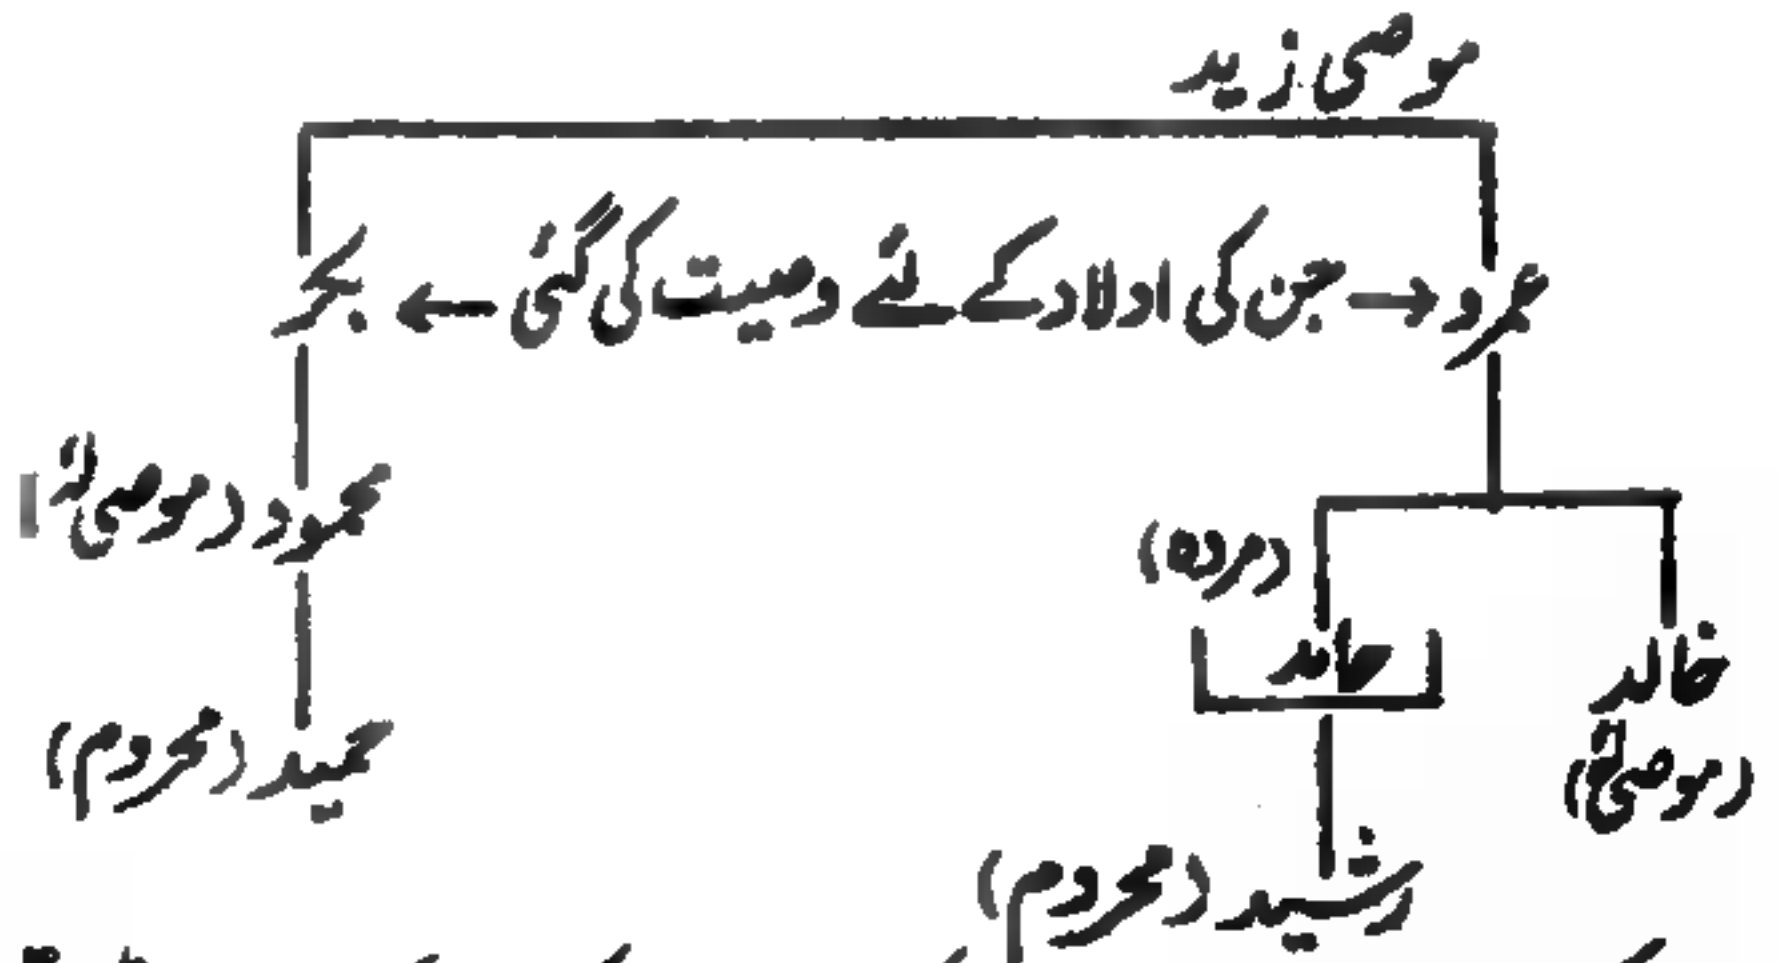 موصی زید
عمرو → جن کی اولاد کے لئے وصیت کی گئی ← بکر
محمود (موصیٰ لہٗ)
(مردہ)
خالد
حامد
(موصیٰ لہٗ)
حمید (محروم)
رشید (محروم)